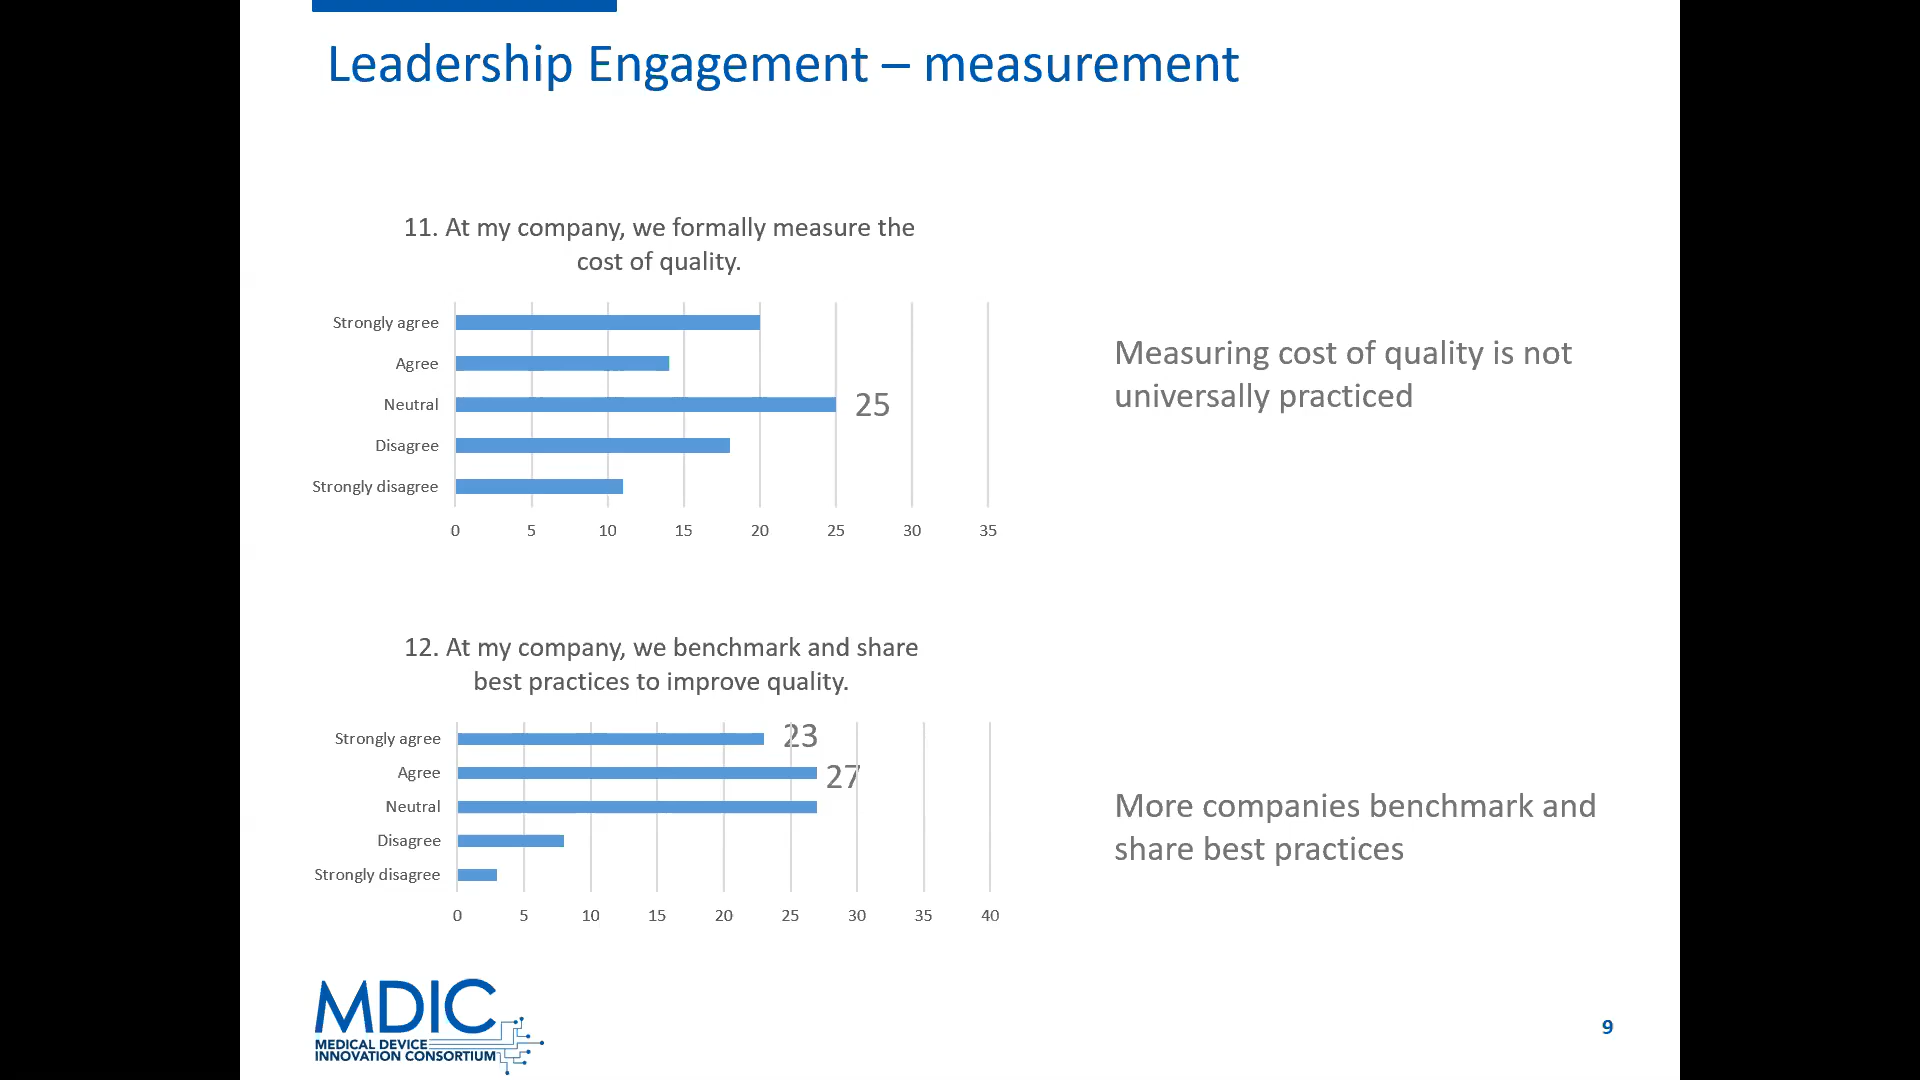 Leadership Engagement – measurement
11. At my company, we formally measure the
cost of quality.
Strongly agree
Agree
Neutral
25
Disagree
Strongly disagree
0 5 10 15 20 25 30 35
Measuring cost of quality is not
universally practiced
12. At my company, we benchmark and share
best practices to improve quality.
Strongly agree
23
Agree
27
Neutral
Disagree
Strongly disagree
0 5 10 15 20 25 30 35 40
More companies benchmark and
share best practices
MDIC
MEDICAL DEVICE
INNOVATION CONSORTIUM
9